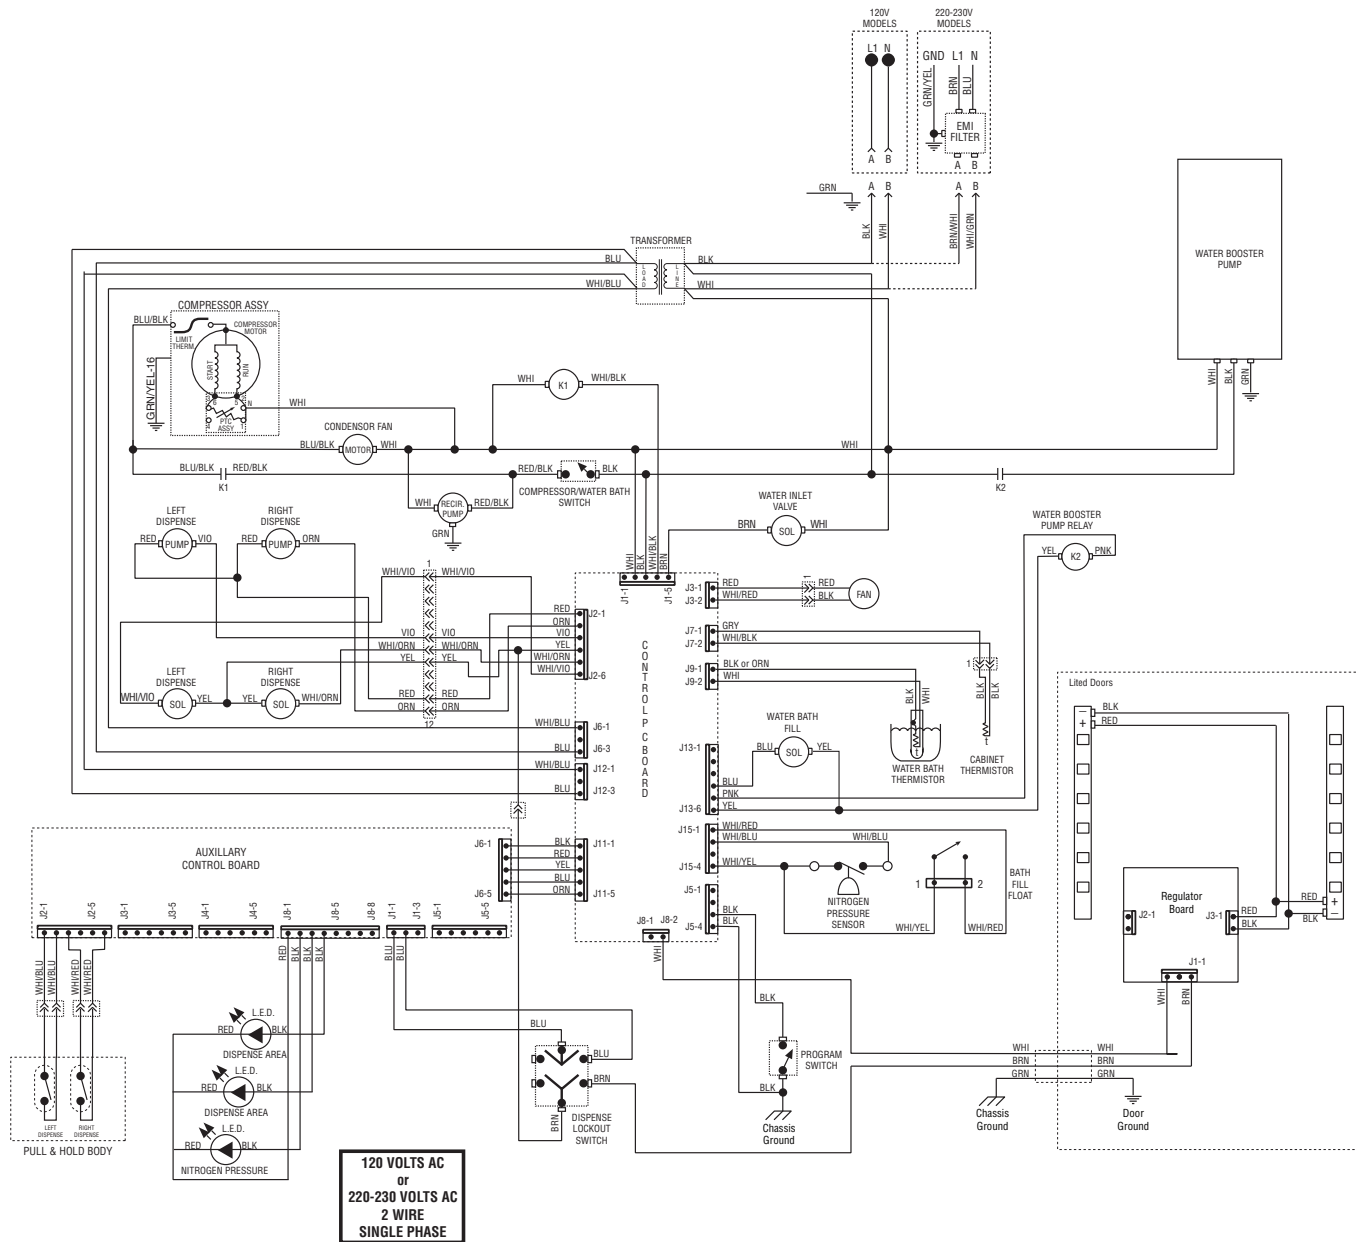 120V
MODELS
220-230V
MODELS
L1 N
GND L1 N
GRN/YEL
BRN
BLU
EMI
FILTER
A B
A B
GRN
A B
A B
BLK
WHI
BRN/WHI
WHI/GRN
WATER BOOSTER
PUMP
WHI
BLK
GRN
TRANSFORMER
BLU
LOAD
LINE
BLK
WHI/BLU
WHI
COMPRESSOR ASSY
BLU/BLK
LIMIT
THERM.
COMPRESSOR
MOTOR
START
RUN
GRN/YEL-16
6 5 N
PTC
ASSY
4 1
WHI
WHI
K1
WHI/BLK
CONDENSOR FAN
BLU/BLK
MOTOR
WHI
WHI
BLU/BLK
RED/BLK
K1
RED/BLK
BLK
COMPRESSOR/WATER BATH
SWITCH
K2
WHI
RECIR.
PUMP
RED/BLK
GRN
WATER INLET
VALVE
BRN
SOL
WHI
WATER BOOSTER
PUMP RELAY
YEL
K2
PNK
LEFT
DISPENSE
RED
PUMP
VIO
RIGHT
DISPENSE
RED
PUMP
ORN
1
WHI/VIO
WHI/VIO
VIO
VIO
WHI/ORN
WHI/ORN
YEL
YEL
RED
RED
ORN
ORN
12
LEFT
DISPENSE
WHI/VIO
SOL
YEL
RIGHT
DISPENSE
YEL
SOL
WHI/ORN
WHI
BLK
WHI/BLK
BRN
J1-1
J1-5
CONTROL PC BOARD
RED
J2-1
ORN
VIO
YEL
WHI/ORN
WHI/VIO
J2-6
WHI/BLU
J6-1
BLU
J6-3
WHI/BLU
J12-1
BLU
J12-3
BLK
J11-1
RED
YEL
BLU
ORN
J11-5
J3-1
RED
J3-2
WHI/RED
1
RED
BLK
FAN
J7-1
GRY
J7-2
WHI/BLK
J9-1
BLK or ORN
J9-2
WHI
BLK
WHI
t
WATER BATH
THERMISTOR
1
BLK
BLK
t
CABINET
THERMISTOR
WATER BATH
FILL
BLU
SOL
YEL
J13-1
BLU
PNK
J13-6
YEL
J15-1
WHI/RED
WHI/BLU
WHI/BLU
J15-4
WHI/YEL
NITROGEN
PRESSURE
SENSOR
1
2
BATH
FILL
FLOAT
WHI/YEL
WHI/RED
J5-1
BLK
J5-4
BLK
J8-1
J8-2
WHI
AUXILLARY
CONTROL BOARD
J6-1
J6-5
J2-1
J2-5
J3-1
J3-5
J4-1
J4-5
J8-1
J8-5
J8-8
J1-1
J1-3
J5-1
J5-5
WHI/BLU
WHI/BLU
WHI/RED
WHI/RED
RED
BLK
BLK
BLK
BLU
BLU
LEFT
DISPENSE
RIGHT
DISPENSE
PULL & HOLD BODY
L.E.D.
RED
BLK
DISPENSE AREA
L.E.D.
RED
BLK
DISPENSE AREA
L.E.D.
RED
BLK
NITROGEN PRESSURE
BLU
BLU
BRN
BRN
DISPENSE
LOCKOUT
SWITCH
BLK
PROGRAM
SWITCH
BLK
Chassis
Ground
Lited Doors
BLK
RED
–
+
Regulator
Board
J2-1
J3-1
RED
BLK
RED
BLK
+
–
J1-1
WHI
BRN
WHI
WHI
BRN
BRN
GRN
GRN
Chassis
Ground
Door
Ground
120 VOLTS AC
or
220-230 VOLTS AC
2 WIRE
SINGLE PHASE